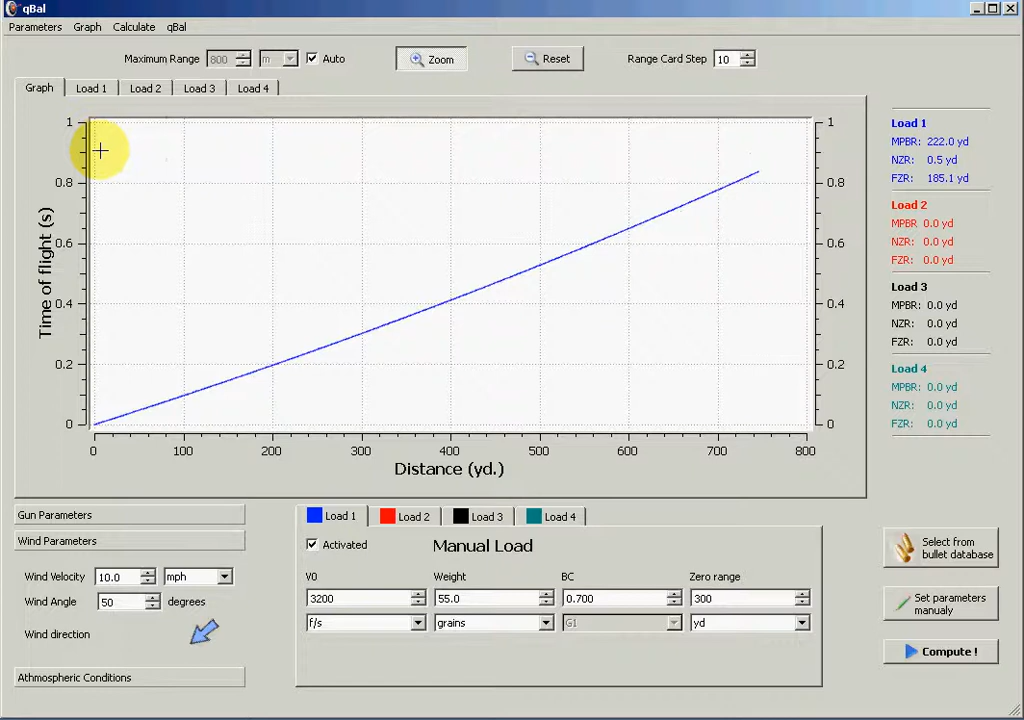 qBal
Parameters Graph Calculate qBal
Maximum Range 800 m Auto Zoom Reset Range Card Step 10
Graph Load 1 Load 2 Load 3 Load 4
1
0.8
0.6
0.4
0.2
0
Time of flight (s)
1
0.8
0.6
0.4
0.2
0
0 100 200 300 400 500 600 700 800
Distance (yd.)
Load 1
MPBR: 222.0 yd
NZR: 0.5 yd
FZR: 185.1 yd
Load 2
MPBR 0.0 yd
NZR: 0.0 yd
FZR: 0.0 yd
Load 3
MPBR: 0.0 yd
NZR: 0.0 yd
FZR: 0.0 yd
Load 4
MPBR: 0.0 yd
NZR: 0.0 yd
FZR: 0.0 yd
Gun Parameters
Wind Parameters
Wind Velocity 10.0 mph
Wind Angle 50 degrees
Wind direction
Athmospheric Conditions
Load 1 Load 2 Load 3 Load 4
Activated Manual Load
V0 Weight BC Zero range
3200 55.0 0.700 300
f/s grains G1 yd
Select from
bullet database
Set parameters
manualy
Compute !